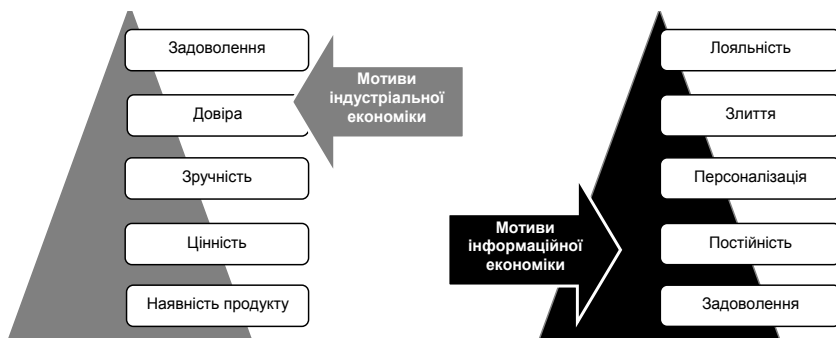 Задоволення
Довіра
Зручність
Цінність
Наявність продукту
Мотиви
індустріальної
економіки
Мотиви
інформаційної
економіки
Лояльність
Злиття
Персоналізація
Постійність
Задоволення